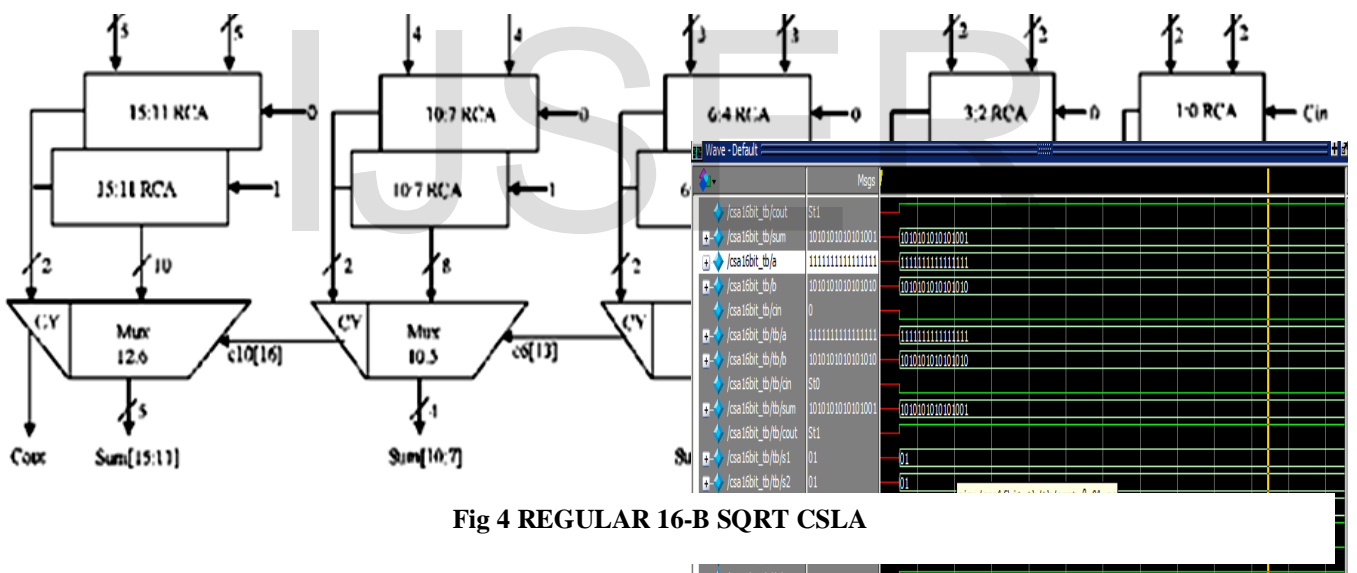 5 5 4 4 3 3 2 2 2 2
IJSER
15:11 RCA 0 10:7 RCA 0 6:4 RCA 0 3:2 RCA 0 1:0 RCA Cin
15:11 RCA 1 10:7 RCA 1 6
2 10 2 8 2
CY Mux 12:6 c10[16] CY Mux 10:5 c6[13] CY
5 4
Cout Sum[15:11] Sum[10:7] Su
Wave - Default
Msgs
/csa16bit_tb/cout St1
/csa16bit_tb/sum 1010101010101001 1010101010101001
/csa16bit_tb/a 1111111111111111 1111111111111111
/csa16bit_tb/b 1010101010101010 1010101010101010
/csa16bit_tb/cin 0
/csa16bit_tb/tb/a 1111111111111111 1111111111111111
/csa16bit_tb/tb/b 1010101010101010 1010101010101010
/csa16bit_tb/tb/cin St0
/csa16bit_tb/tb/sum 1010101010101001 1010101010101001
/csa16bit_tb/tb/cout St1
/csa16bit_tb/tb/s1 01 01
/csa16bit_tb/tb/s2 01 01
Fig 4 REGULAR 16-B SQRT CSLA